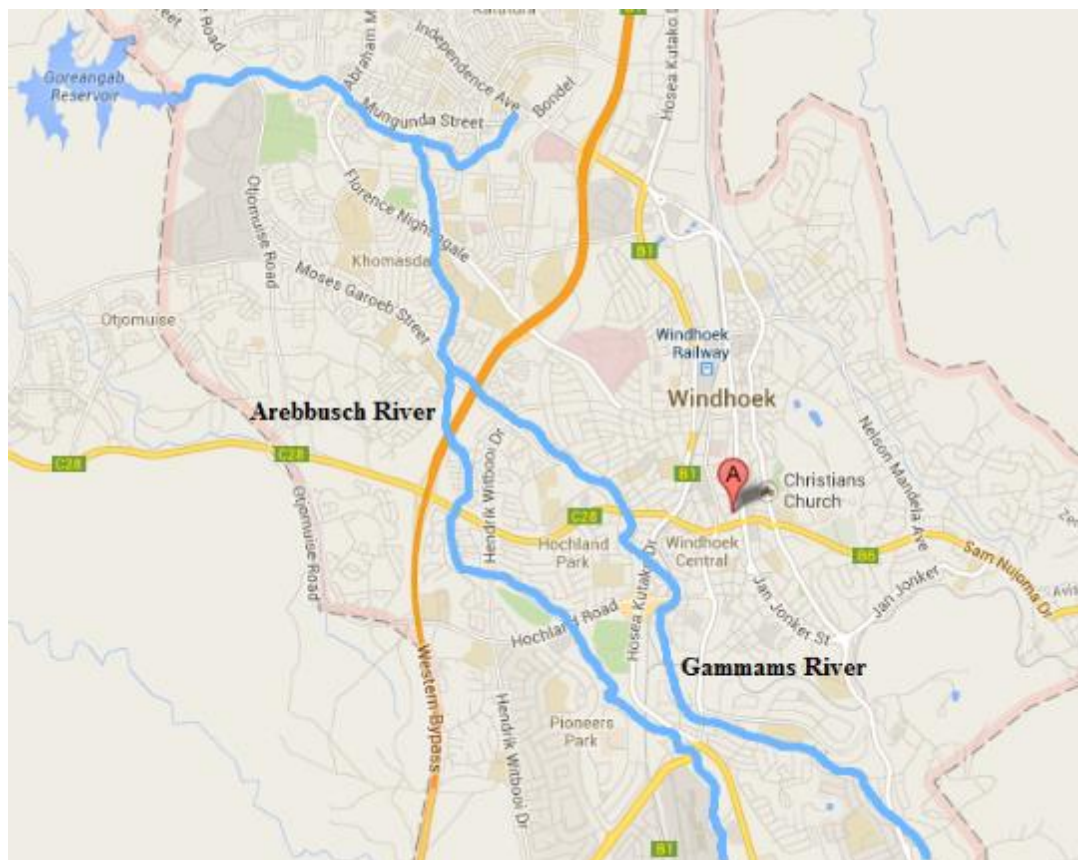 Goreangab
Reservoir
Road
Abraham M
Independence Ave
Bondel
Mungunda Street
Hosea Kutako
Otjomuise Road
Florence Nightingale
Khomasda
B1
Moses Garoeb Street
Otjomuise
Windhoek
Railway
Windhoek
Arebbusch River
Hendrik Witbooi Dr
Nelson Mandela Ave
C28
C28
B1
A
Christians
Church
Otjomuise Road
C28
Hochland
Park
Windhoek
Central
B6
Sam Nujoma Dr
Hosea Kutako Dr
Jan Jonker St
Jan Jonker
Hochland Road
Gammams River
Western Bypass
Hendrik Witbooi Dr
Pioneers
Park
B1